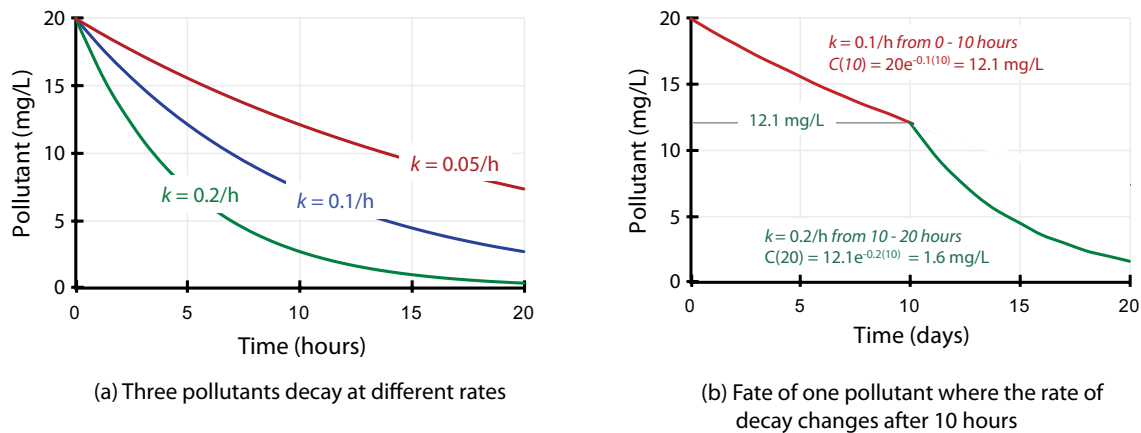 20
15
10
5
0
Pollutant (mg/L)
k = 0.05/h
k = 0.2/h
k = 0.1/h
0
5
10
15
20
Time (hours)
(a) Three pollutants decay at different rates
20
15
10
5
0
Pollutant (mg/L)
k = 0.1/h from 0 - 10 hours
C(10) = 20e^-0.1(10) = 12.1 mg/L
12.1 mg/L
k = 0.2/h from 10 - 20 hours
C(20) = 12.1e^-0.2(10) = 1.6 mg/L
0
5
10
15
20
Time (days)
(b) Fate of one pollutant where the rate of
decay changes after 10 hours